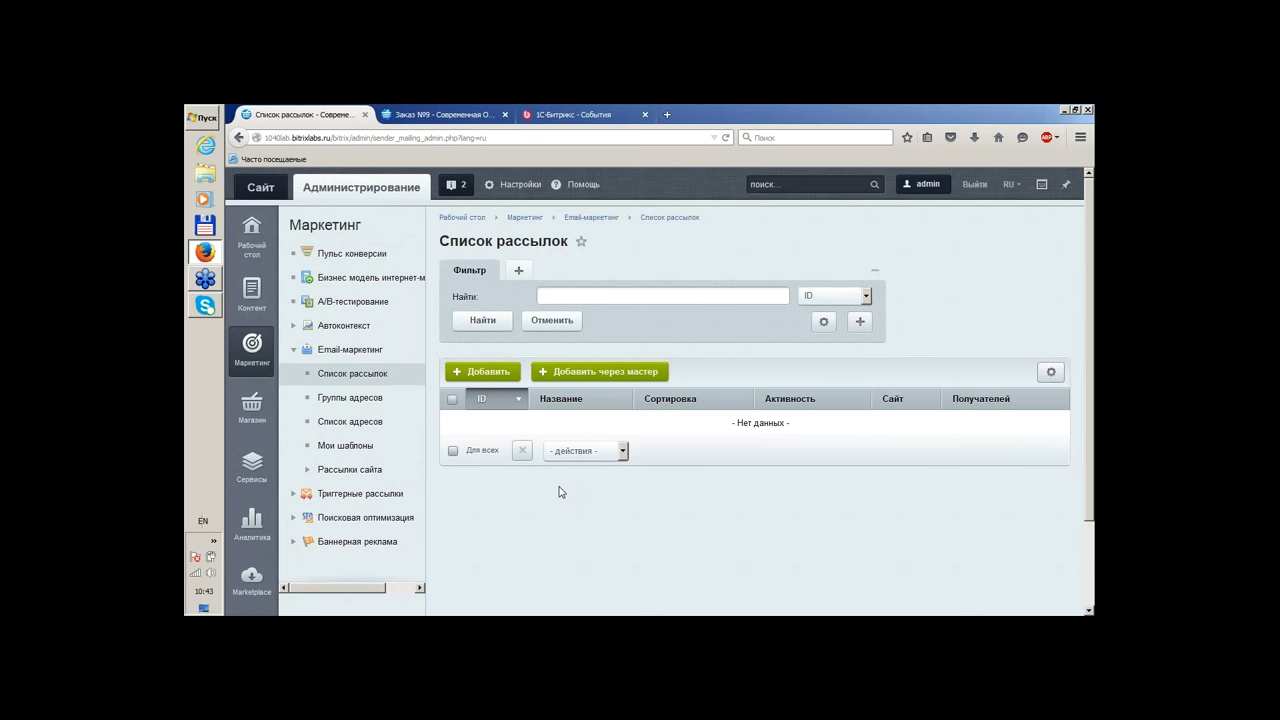 Пуск
Список рассылок - Совреме...
Заказ №9 - Современная О...
1С-Битрикс - События
1040lab.bitrixlabs.ru/bitrix/admin/sender_mailing_admin.php?lang=ru
Поиск
ABP
Часто посещаемые
Сайт
Администрирование
2
Настройки
Помощь
поиск...
admin
Выйти
RU
Рабочий стол
Контент
Маркетинг
Магазин
Сервисы
Аналитика
Marketplace
Маркетинг
Пульс конверсии
Бизнес модель интернет-м
A/B-тестирование
Автоконтекст
Email-маркетинг
Список рассылок
Группы адресов
Список адресов
Мои шаблоны
Рассылки сайта
Триггерные рассылки
SEO Поисковая оптимизация
Баннерная реклама
Рабочий стол
Маркетинг
Email-маркетинг
Список рассылок
Список рассылок
Фильтр
Найти:
ID
Найти
Отменить
Добавить
Добавить через мастер
ID Название Сортировка Активность Сайт Получателей
- Нет данных -
Для всех
- действия -
EN
10:43